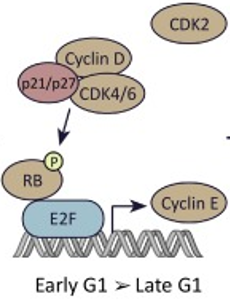 CDK2
Cyclin D
p21/p27
CDK4/6
P
RB
E2F
Cyclin E
Early G1 ➢ Late G1